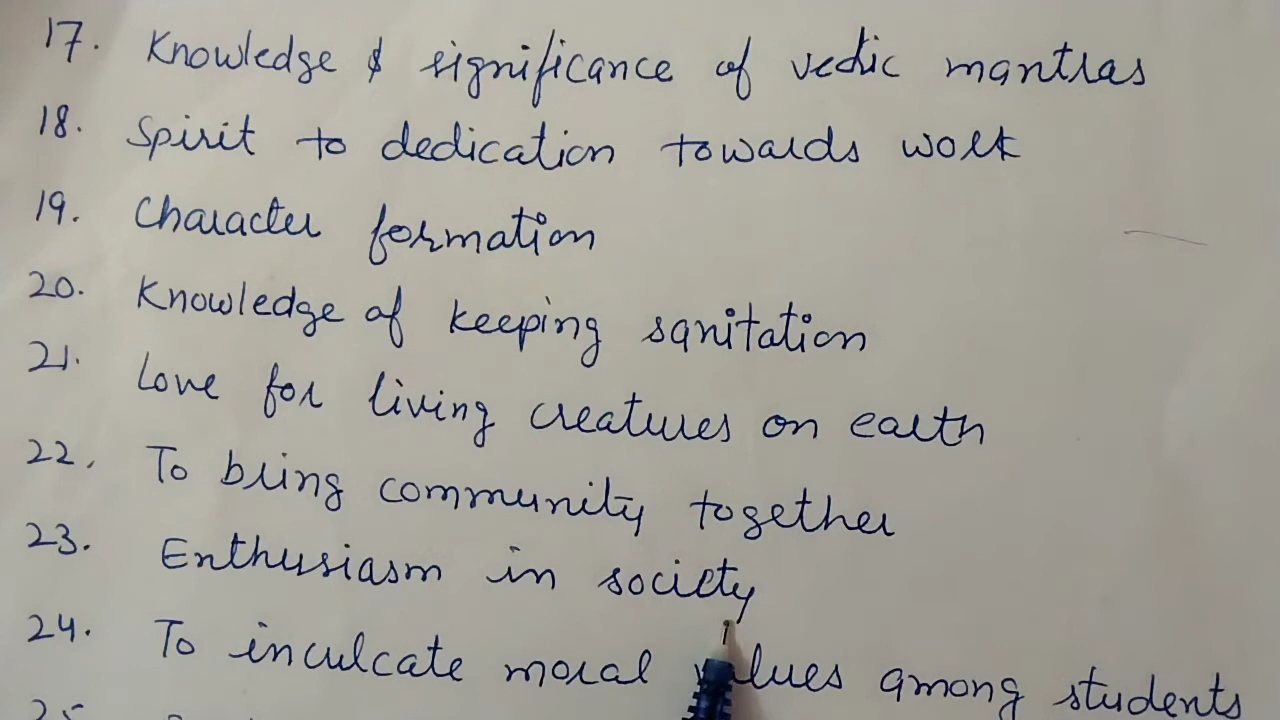 17. Knowledge & significance of vedic mantras
18. Spirit to dedication towards work
19. Character formation
20. Knowledge of keeping sanitation
21. Love for living creatures on earth
22. To bring community together
23. Enthusiasm in society
24. To inculcate moral values among students
25.